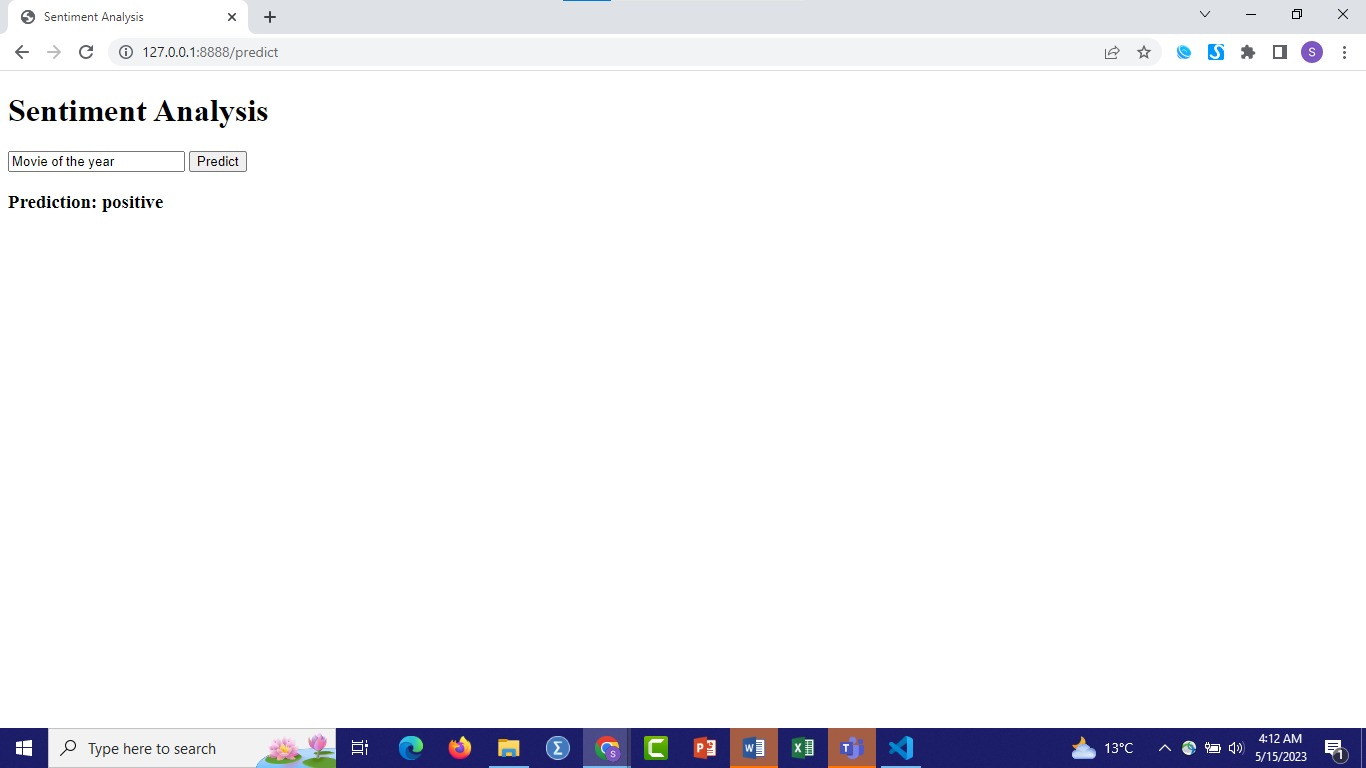 Sentiment Analysis
127.0.0.1:8888/predict
S
Sentiment Analysis
Movie of the year Predict
Prediction: positive
Type here to search
13°C
4:12 AM
5/15/2023
1